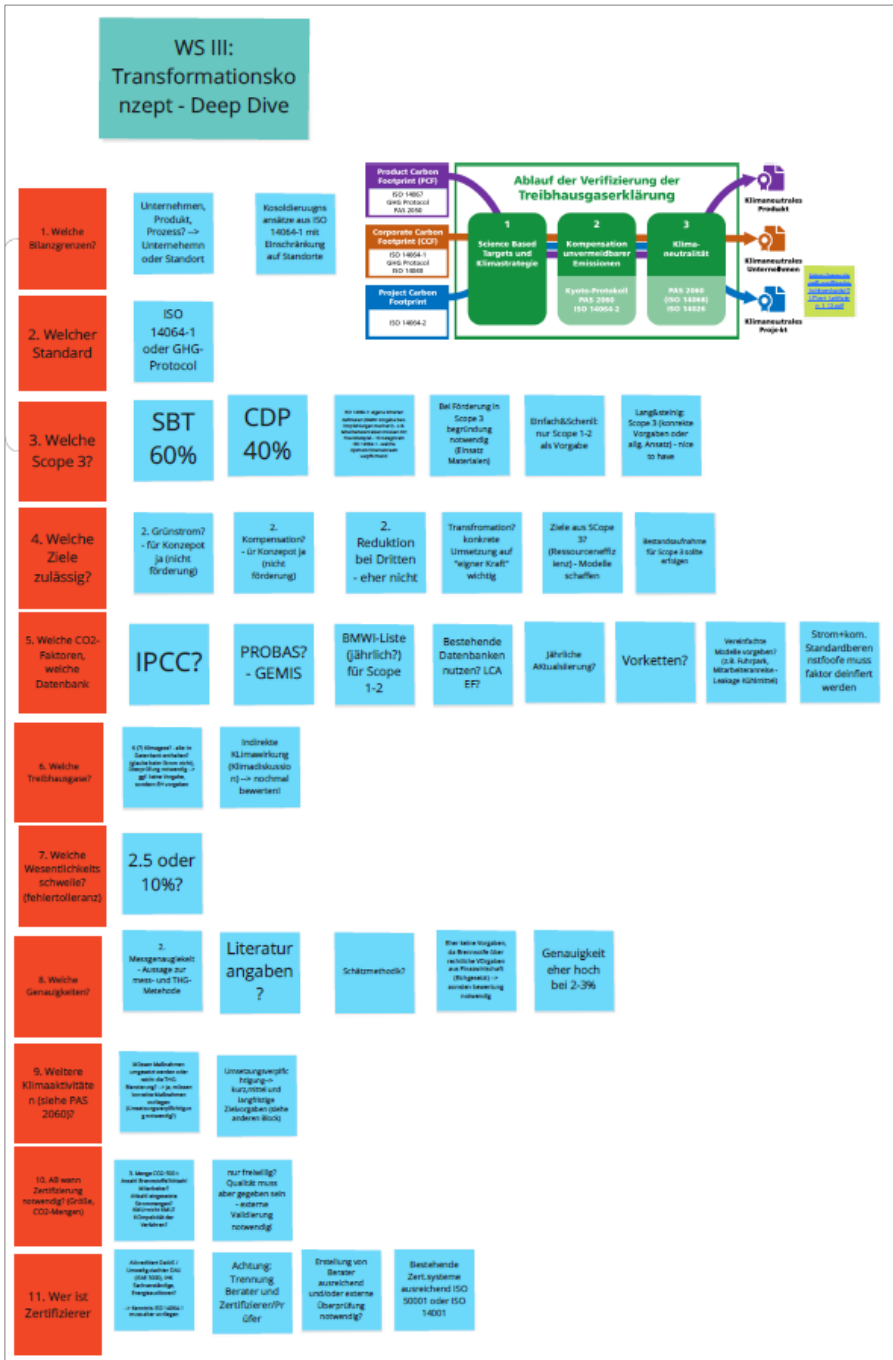 WS III:
Transformationsko
nzept - Deep Dive
Product Carbon
Footprint (PCF)
ISO 14067
GHG Protocol
PAS 2050
Corporate Carbon
Footprint (CCF)
ISO 14064-1
GHG Protocol
ISO 14069
Project Carbon
Footprint
ISO 14064-2
Ablauf der Verifizierung der
Treibhausgaserklärung
1
Science Based
Targets und
Klimastrategie
2
Kompensation
unvermeidbarer
Emissionen
Kyoto-Protokoll
PAS 2060
ISO 14064-2
3
Klima-
neutralität
PAS 2060
(ISO 14068)
ISO 14026
Klimaneutrales
Produkt
Klimaneutrales
Unternehmen
Klimaneutrales
Projekt
1. Welche
Bilanzgrenzen?
Unternehmen,
Produkt,
Prozess? -->
Unternehemn
oder Standort
Kosoldieruugns
ansätze aus ISO
14064-1 mit
Einschränkung
auf Standorte
2. Welcher
Standard
ISO
14064-1
oder GHG-
Protocol
3. Welche
Scope 3?
SBT
60%
CDP
40%
Bei Förderung in
Scope 3
begründung
notwendig
(Einsatz
Materialen)
Einfach&Schenll:
nur Scope 1-2
als Vorgabe
Lang&steinig:
Scope 3 (konrekte
Vorgaben oder
allg. Ansatz) - nice
to have
4. Welche
Ziele
zulässig?
2. Grünstrom?
- für Konzepot
ja (nicht
förderung)
2.
Kompensation?
- ür Konzepot ja
(nicht
förderung)
2.
Reduktion
bei Dritten
- eher nicht
Transfromation?
konkrete
Umsetzung auf
"eigner Kraft"
wichtig
Ziele aus SCope
3?
(Ressourceneffiz
ienz) - Modelle
schaffen
Bestandsaufnahme
für Scope 3 sollte
erfolgen
5. Welche CO2-
Faktoren,
welche
Datenbank
IPCC?
PROBAS?
- GEMIS
BMWI-Liste
(jährlich?)
für Scope
1-2
Bestehende
Datenbanken
nutzen? LCA
EF?
Jährliche
AKtualisierung?
Vorketten?
Vereinfachte
Modelle vorgeben?
(z.B. Fuhrpark,
Mitarbeiteranreise -
Leakage Kühlmittel)
Strom+kom.
Standardberen
nstfoofe muss
faktor deinfiert
werden
6. Welche
Treibhausgase?
Indirekte
KLimawirkung
(Klimadiskussio
n) --> nochmal
bewerten!
7. Welche
Wesentlichkeits
schwelle?
(fehlertolleranz)
2.5 oder
10%?
8. Welche
Genauigkeiten?
2.
Messgenaugiekeit
- Aussage zur
mess- und THG-
Metehode
Literatur
angaben
?
Schätzmethodik?
Eher keine Vorgaben,
da Brennstoffe über
rechtliche VOrgaben
Genauigkeit
eher hoch
bei 2-3%
9. Weitere
Klimaaktivitäte
n (siehe PAS
2060)?
Umsetzungsverpflic
htigung-->
kurz,mittel und
langfristige
Zielvorgaben (siehe
anderen Block)
10. AB wann
Zertifizierung
notwendig? (Größe,
CO2-Mengen)
nur freiwillig?
Qualität muss
aber gegeben sein
- externe
Validierung
notwendig!
11. Wer ist
Zertifizierer
Achtung:
Trennung
Berater und
Zertifizierer/Pr
üfer
Erstellung von
Berater
ausreichend
und/oder externe
Überprüfung
notwendig?
Bestehende
Zert.systeme
ausreichend ISO
50001 oder ISO
14001